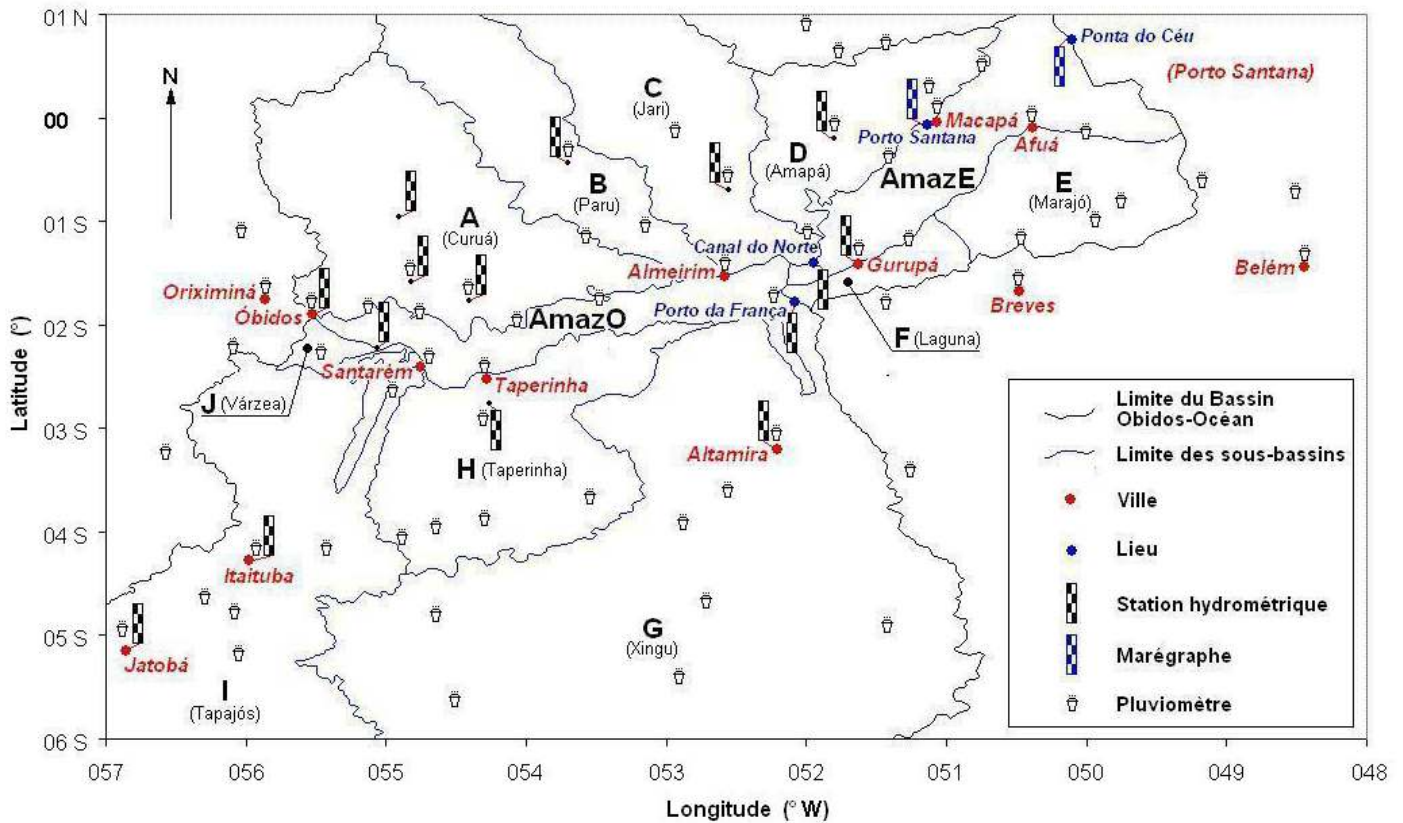 01 N
00
01 S
02 S
03 S
04 S
05 S
06 S
Latitude (°)
057
056
055
054
053
052
051
050
049
048
Longitude (° W)
N
Ponta do Céu
(Porto Santana)
C
(Jari)
Macapá
Porto Santana
Afuá
D
(Amapá)
B
(Paru)
AmazE
E
(Marajó)
A
(Curuá)
Canal do Norte
Almeirim
Gurupá
Belém
Oriximiná
Óbidos
AmazO
Porto da França
Breves
F (Laguna)
Santarém
Taperinha
J (Várzea)
Altamira
H (Taperinha)
Itaituba
G
(Xingu)
Jatobá
I
(Tapajós)
Limite du Bassin
Obidos-Océan
Limite des sous-bassins
Ville
Lieu
Station hydrométrique
Marégraphe
Pluviomètre